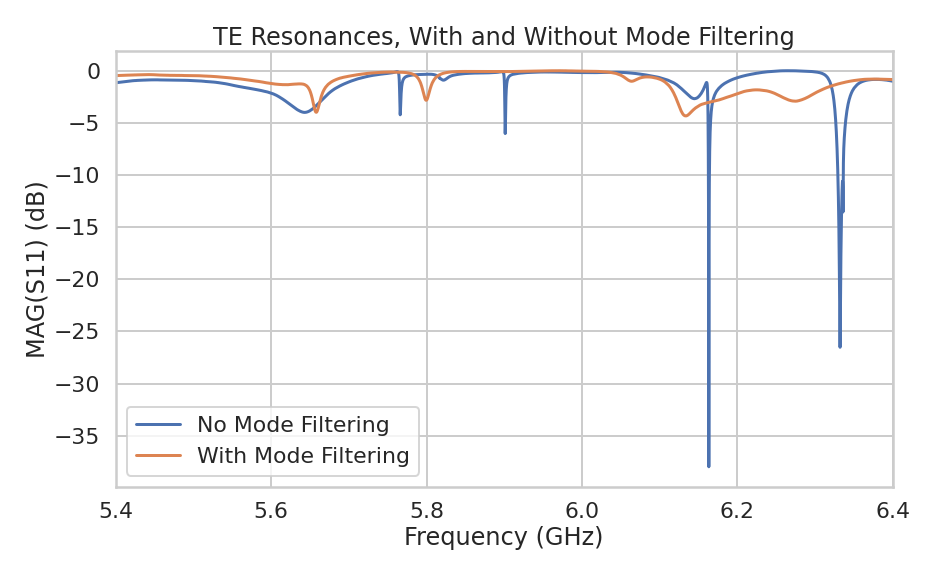 TE Resonances, With and Without Mode Filtering
MAG(S11) (dB)
0
−5
−10
−15
−20
−25
−30
−35
No Mode Filtering
With Mode Filtering
5.4 5.6 5.8 6.0 6.2 6.4
Frequency (GHz)